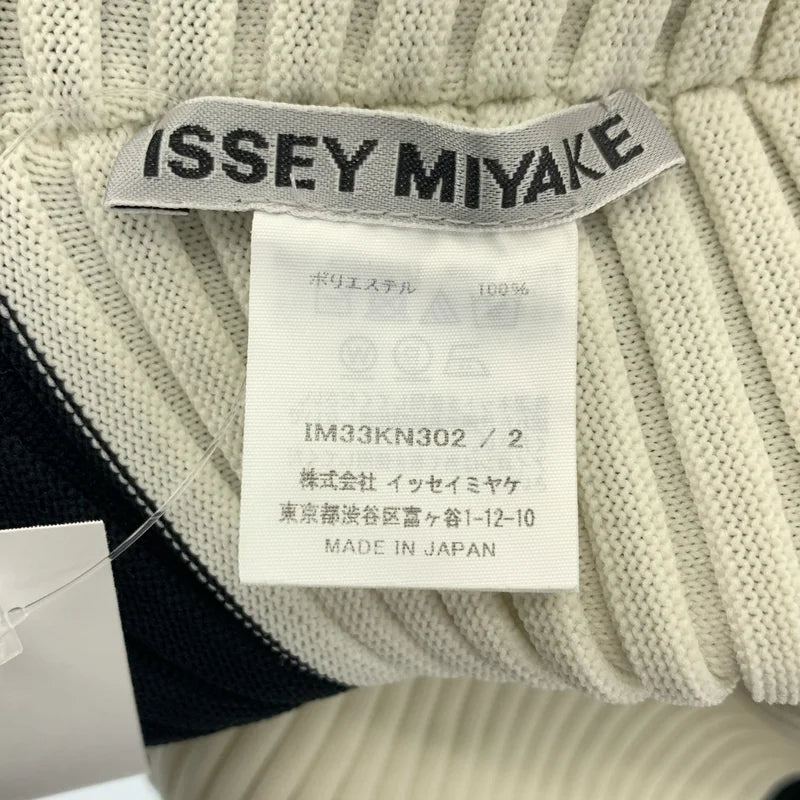 ISSEY MIYAKE
ポリエステル 100%
IM33KN302 / 2
株式会社 イッセイミヤケ
東京都渋谷区富ヶ谷1-12-10
MADE IN JAPAN